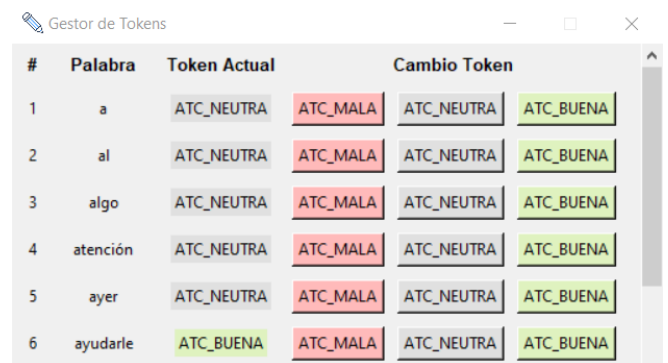 Gestor de Tokens
# Palabra Token Actual Cambio Token
1 a ATC_NEUTRA ATC_MALA ATC_NEUTRA ATC_BUENA
2 al ATC_NEUTRA ATC_MALA ATC_NEUTRA ATC_BUENA
3 algo ATC_NEUTRA ATC_MALA ATC_NEUTRA ATC_BUENA
4 atención ATC_NEUTRA ATC_MALA ATC_NEUTRA ATC_BUENA
5 ayer ATC_NEUTRA ATC_MALA ATC_NEUTRA ATC_BUENA
6 ayudarle ATC_BUENA ATC_MALA ATC_NEUTRA ATC_BUENA